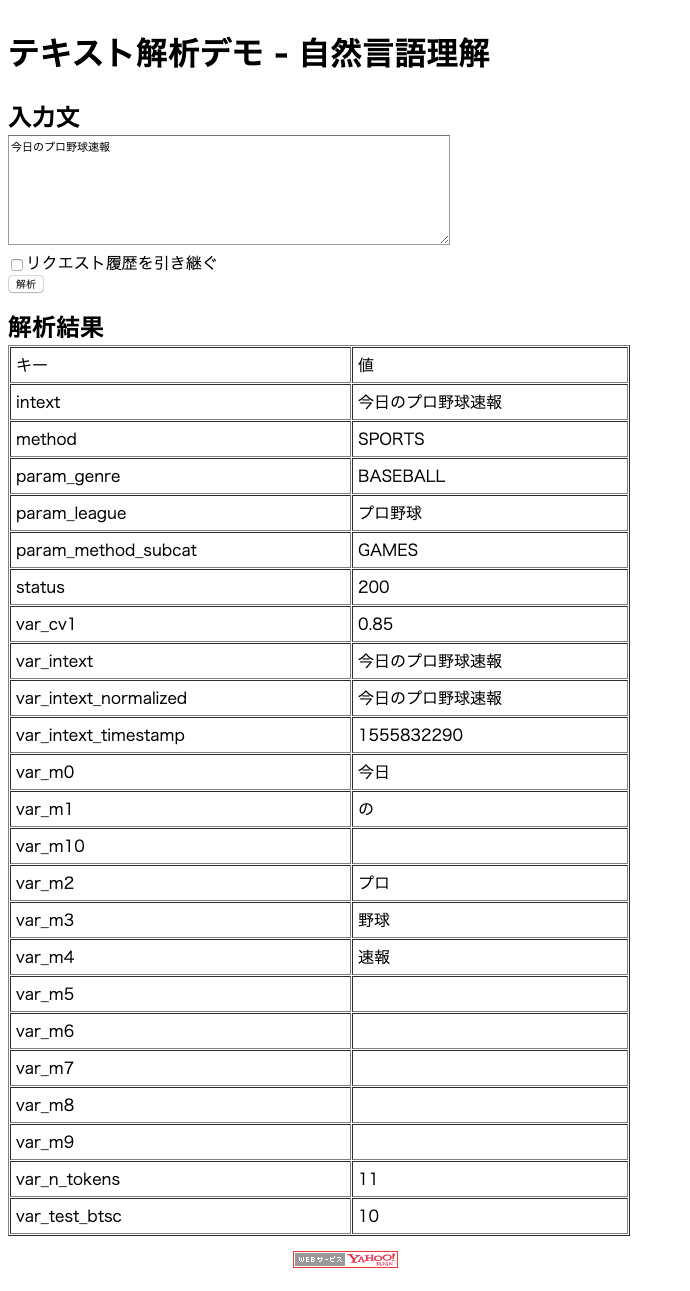 テキスト解析デモ - 自然言語理解
入力文
今日のプロ野球速報
リクエスト履歴を引き継ぐ
解析
解析結果
キー 値
intext 今日のプロ野球速報
method SPORTS
param_genre BASEBALL
param_league プロ野球
param_method_subcat GAMES
status 200
var_cv1 0.85
var_intext 今日のプロ野球速報
var_intext_normalized 今日のプロ野球速報
var_intext_timestamp 1555832290
var_m0 今日
var_m1 の
var_m10
var_m2 プロ
var_m3 野球
var_m4 速報
var_m5
var_m6
var_m7
var_m8
var_m9
var_n_tokens 11
var_test_btsc 10
WEBサービス YAHOO! JAPAN